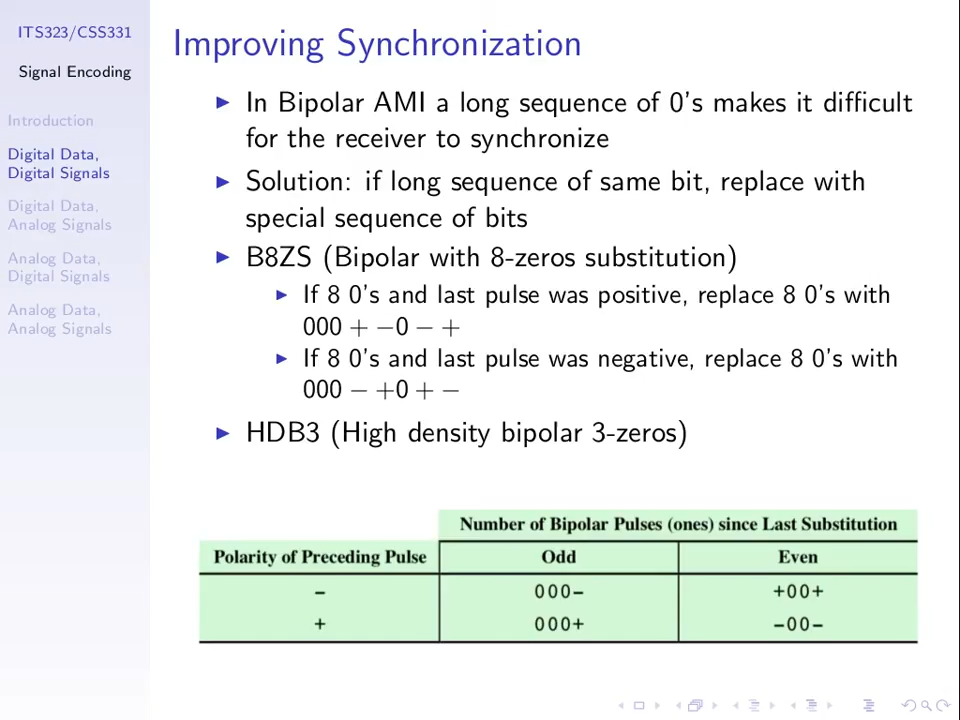 ITS323/CSS331
Signal Encoding
Introduction
Digital Data,
Digital Signals
Digital Data,
Analog Signals
Analog Data,
Digital Signals
Analog Data,
Analog Signals
Improving Synchronization
In Bipolar AMI a long sequence of 0's makes it difficult
for the receiver to synchronize
Solution: if long sequence of same bit, replace with
special sequence of bits
B8ZS (Bipolar with 8-zeros substitution)
If 8 0's and last pulse was positive, replace 8 0's with
000 + −0 − +
If 8 0's and last pulse was negative, replace 8 0's with
000 − +0 + −
HDB3 (High density bipolar 3-zeros)
Number of Bipolar Pulses (ones) since Last Substitution
Polarity of Preceding Pulse Odd Even
– 000– +00+
+ 000+ –00–